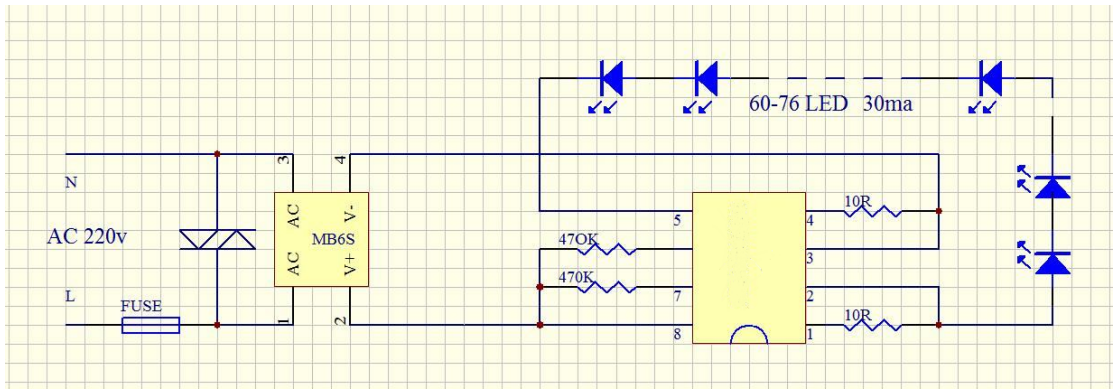 60-76 LED 30ma
3
4
N
AC
V-
5
10R
4
AC 220v
MB6S
47OK
3
AC
V+
470K
L
7
2
FUSE
1
2
8
10R
1